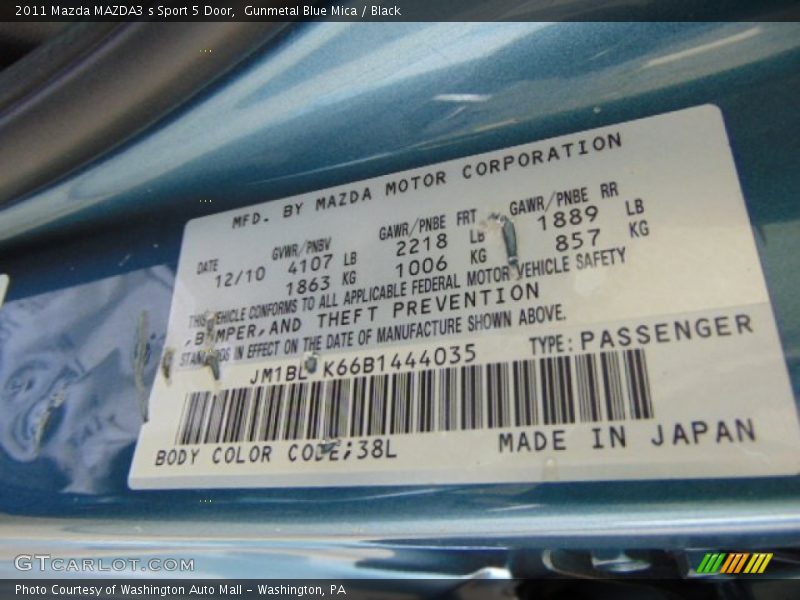 2011 Mazda MAZDA3 s Sport 5 Door, Gunmetal Blue Mica / Black
MFD. BY MAZDA MOTOR CORPORATION
DATE GVWR/PNBV GAWR/PNBE FRT GAWR/PNBE RR
12/10 4107 LB 2218 LB 1889 LB
1863 KG 1006 KG 857 KG
THIS VEHICLE CONFORMS TO ALL APPLICABLE FEDERAL MOTOR VEHICLE SAFETY
,BUMPER,AND THEFT PREVENTION
STANDARDS IN EFFECT ON THE DATE OF MANUFACTURE SHOWN ABOVE.
JM1BL K66B1444035 TYPE: PASSENGER
BODY COLOR CODE;38L MADE IN JAPAN
GTCARLOT.COM
Photo Courtesy of Washington Auto Mall - Washington, PA